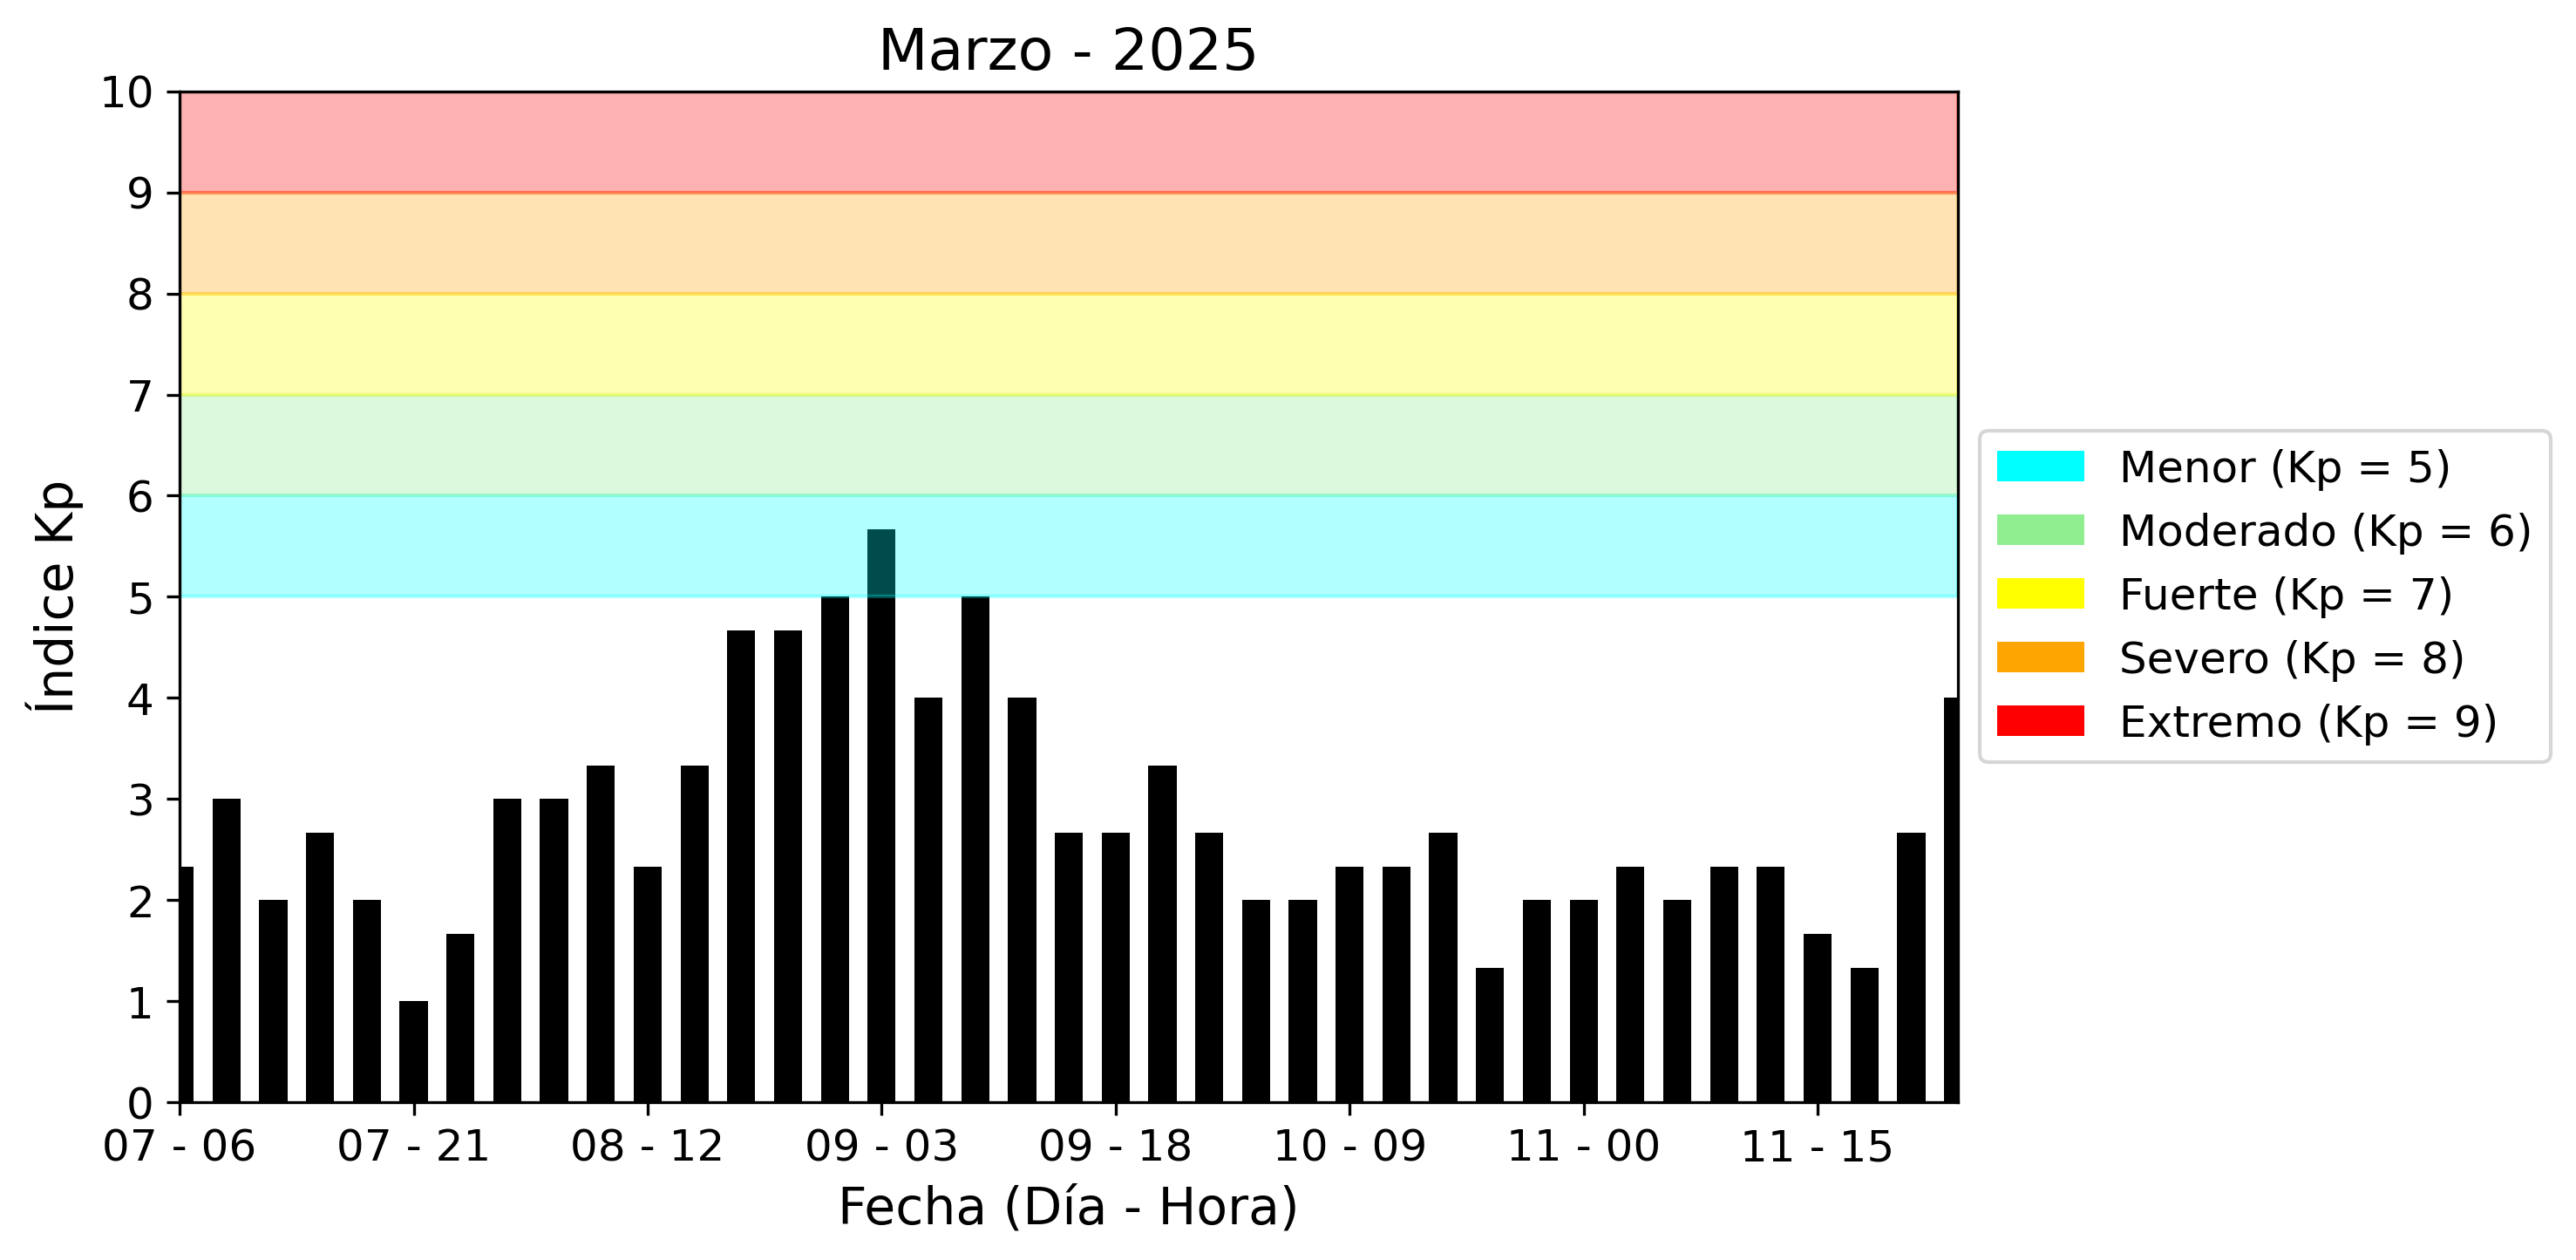 Marzo - 2025
10
9
8
7
6
5
4
3
2
1
0
Índice Kp
07 - 06
07 - 21
08 - 12
09 - 03
09 - 18
10 - 09
11 - 00
11 - 15
Fecha (Día - Hora)
Menor (Kp = 5)
Moderado (Kp = 6)
Fuerte (Kp = 7)
Severo (Kp = 8)
Extremo (Kp = 9)